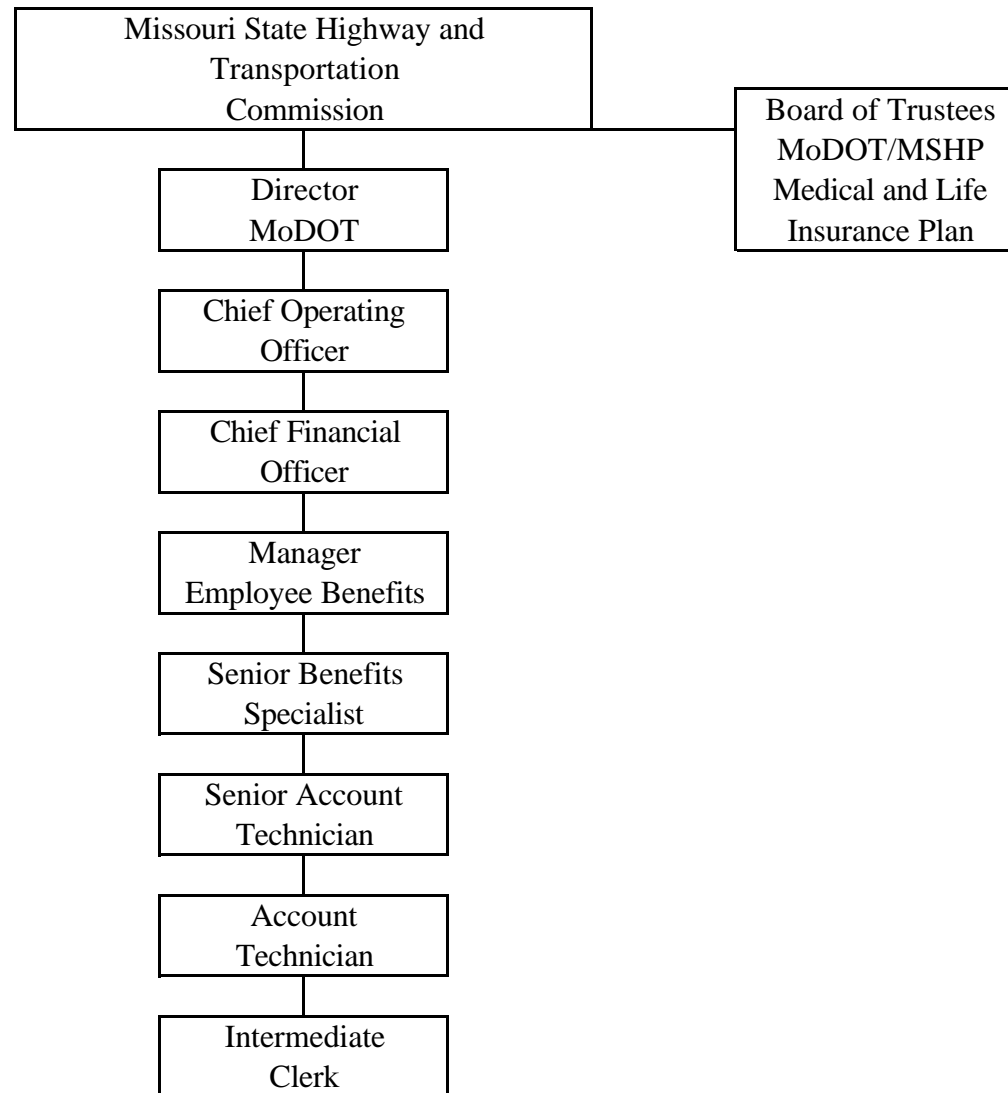 Missouri State Highway and
Transportation
Commission
Board of Trustees
MoDOT/MSHP
Medical and Life
Insurance Plan
Director
MoDOT
Chief Operating
Officer
Chief Financial
Officer
Manager
Employee Benefits
Senior Benefits
Specialist
Senior Account
Technician
Account
Technician
Intermediate
Clerk